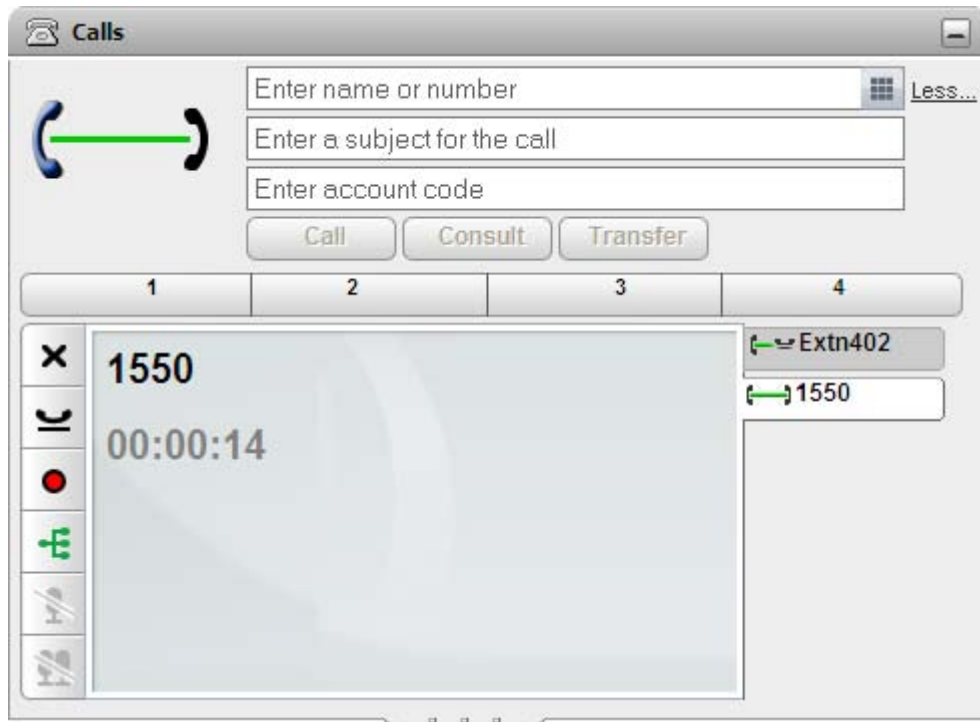 Calls
Enter name or number
Less...
Enter a subject for the call
Enter account code
Call Consult Transfer
1 2 3 4
1550
00:00:14
Extn402
1550